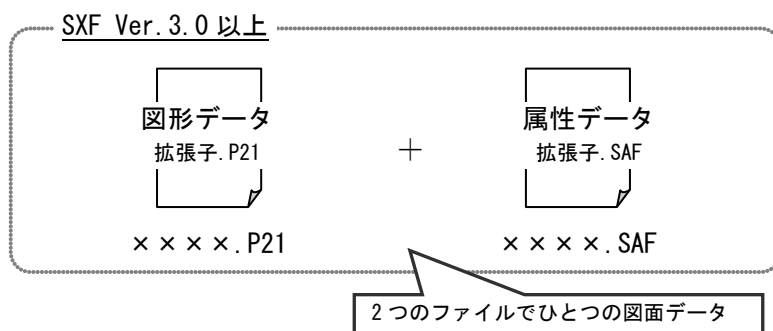 SXF Ver.3.0 以上
図形データ
拡張子.P21
＋
属性データ
拡張子.SAF
××××.P21
××××.SAF
2 つのファイルでひとつの図面データ